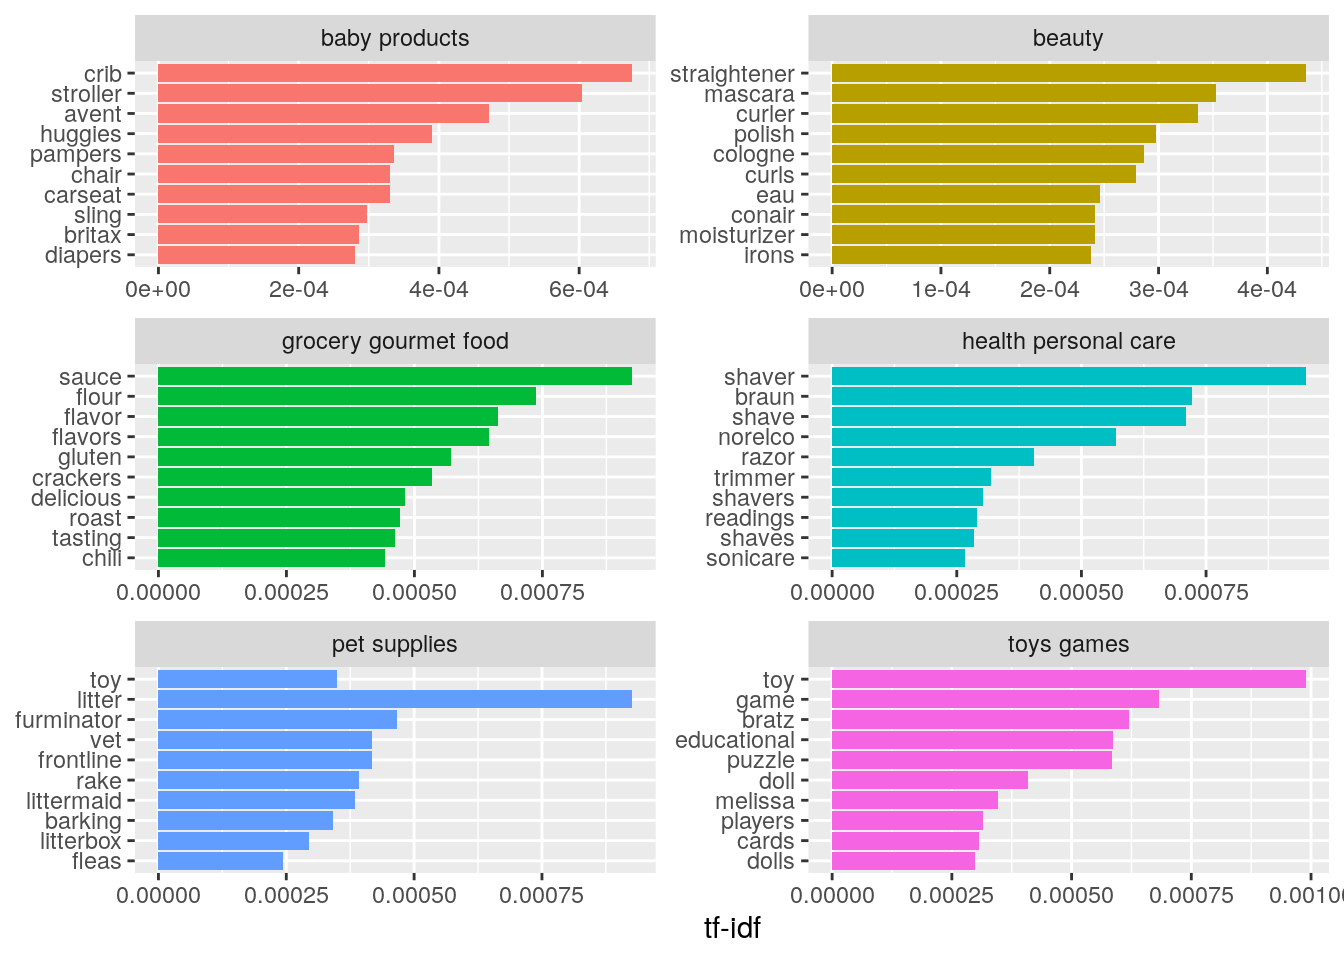 baby products
crib
stroller
avent
huggies
pampers
chair
carseat
sling
britax
diapers
0e+00 2e-04 4e-04 6e-04
beauty
straightener
mascara
curler
polish
cologne
curls
eau
conair
moisturizer
irons
0e+00 1e-04 2e-04 3e-04 4e-04
grocery gourmet food
sauce
flour
flavor
flavors
gluten
crackers
delicious
roast
tasting
chili
0.00000 0.00025 0.00050 0.00075
health personal care
shaver
braun
shave
norelco
razor
trimmer
shavers
readings
shaves
sonicare
0.00000 0.00025 0.00050 0.00075
pet supplies
toy
litter
furminator
vet
frontline
rake
littermaid
barking
litterbox
fleas
0.00000 0.00025 0.00050 0.00075
toys games
toy
game
bratz
educational
puzzle
doll
melissa
players
cards
dolls
0.00000 0.00025 0.00050 0.00075 0.00100
tf-idf